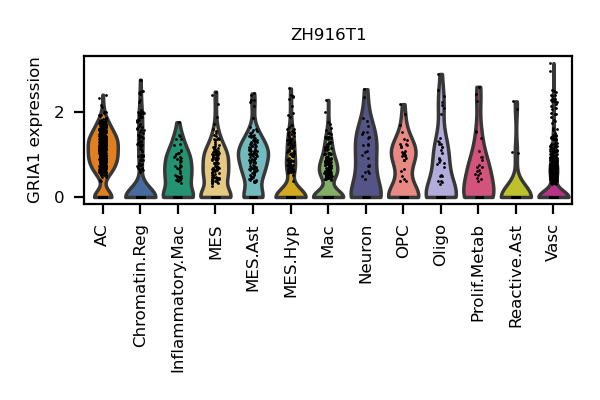 ZH916T1
GRIA1 expression
2
0
AC
Chromatin.Reg
Inflammatory.Mac
MES
MES.Ast
MES.Hyp
Mac
Neuron
OPC
Oligo
Prolif.Metab
Reactive.Ast
Vasc